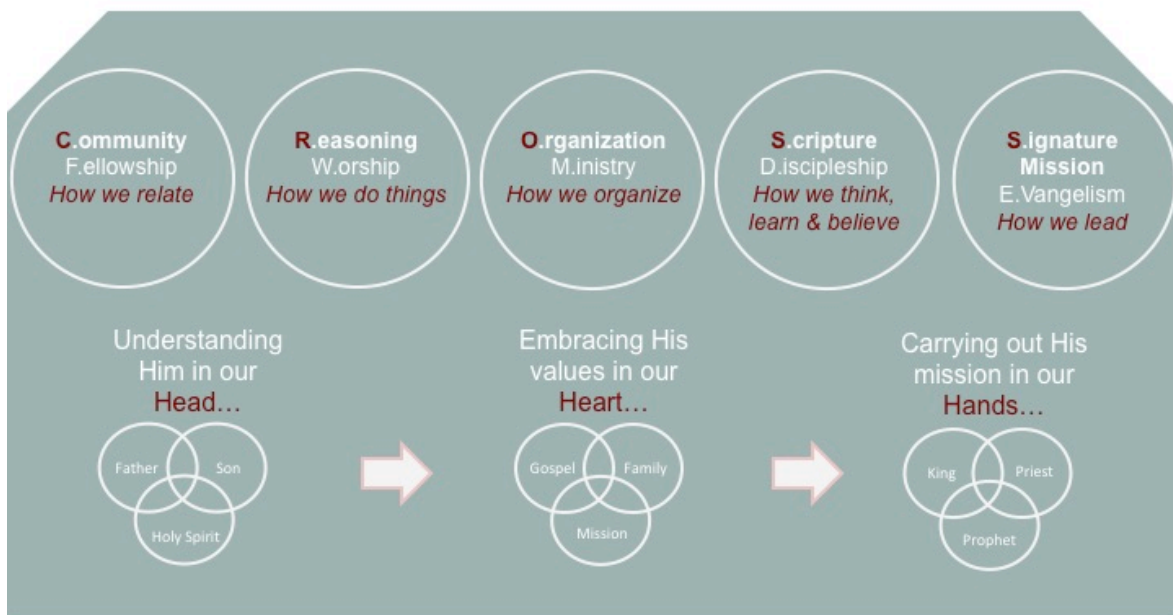 C.ommunity
F.ellowship
How we relate
R.easoning
W.orship
How we do things
O.rganization
M.inistry
How we organize
S.cripture
D.iscipleship
How we think,
learn & believe
S.ignature
Mission
E.Vangelism
How we lead
Understanding
Him in our
Head…
Father
Son
Holy Spirit
Embracing His
values in our
Heart…
Gospel
Family
Mission
Carrying out His
mission in our
Hands…
King
Priest
Prophet